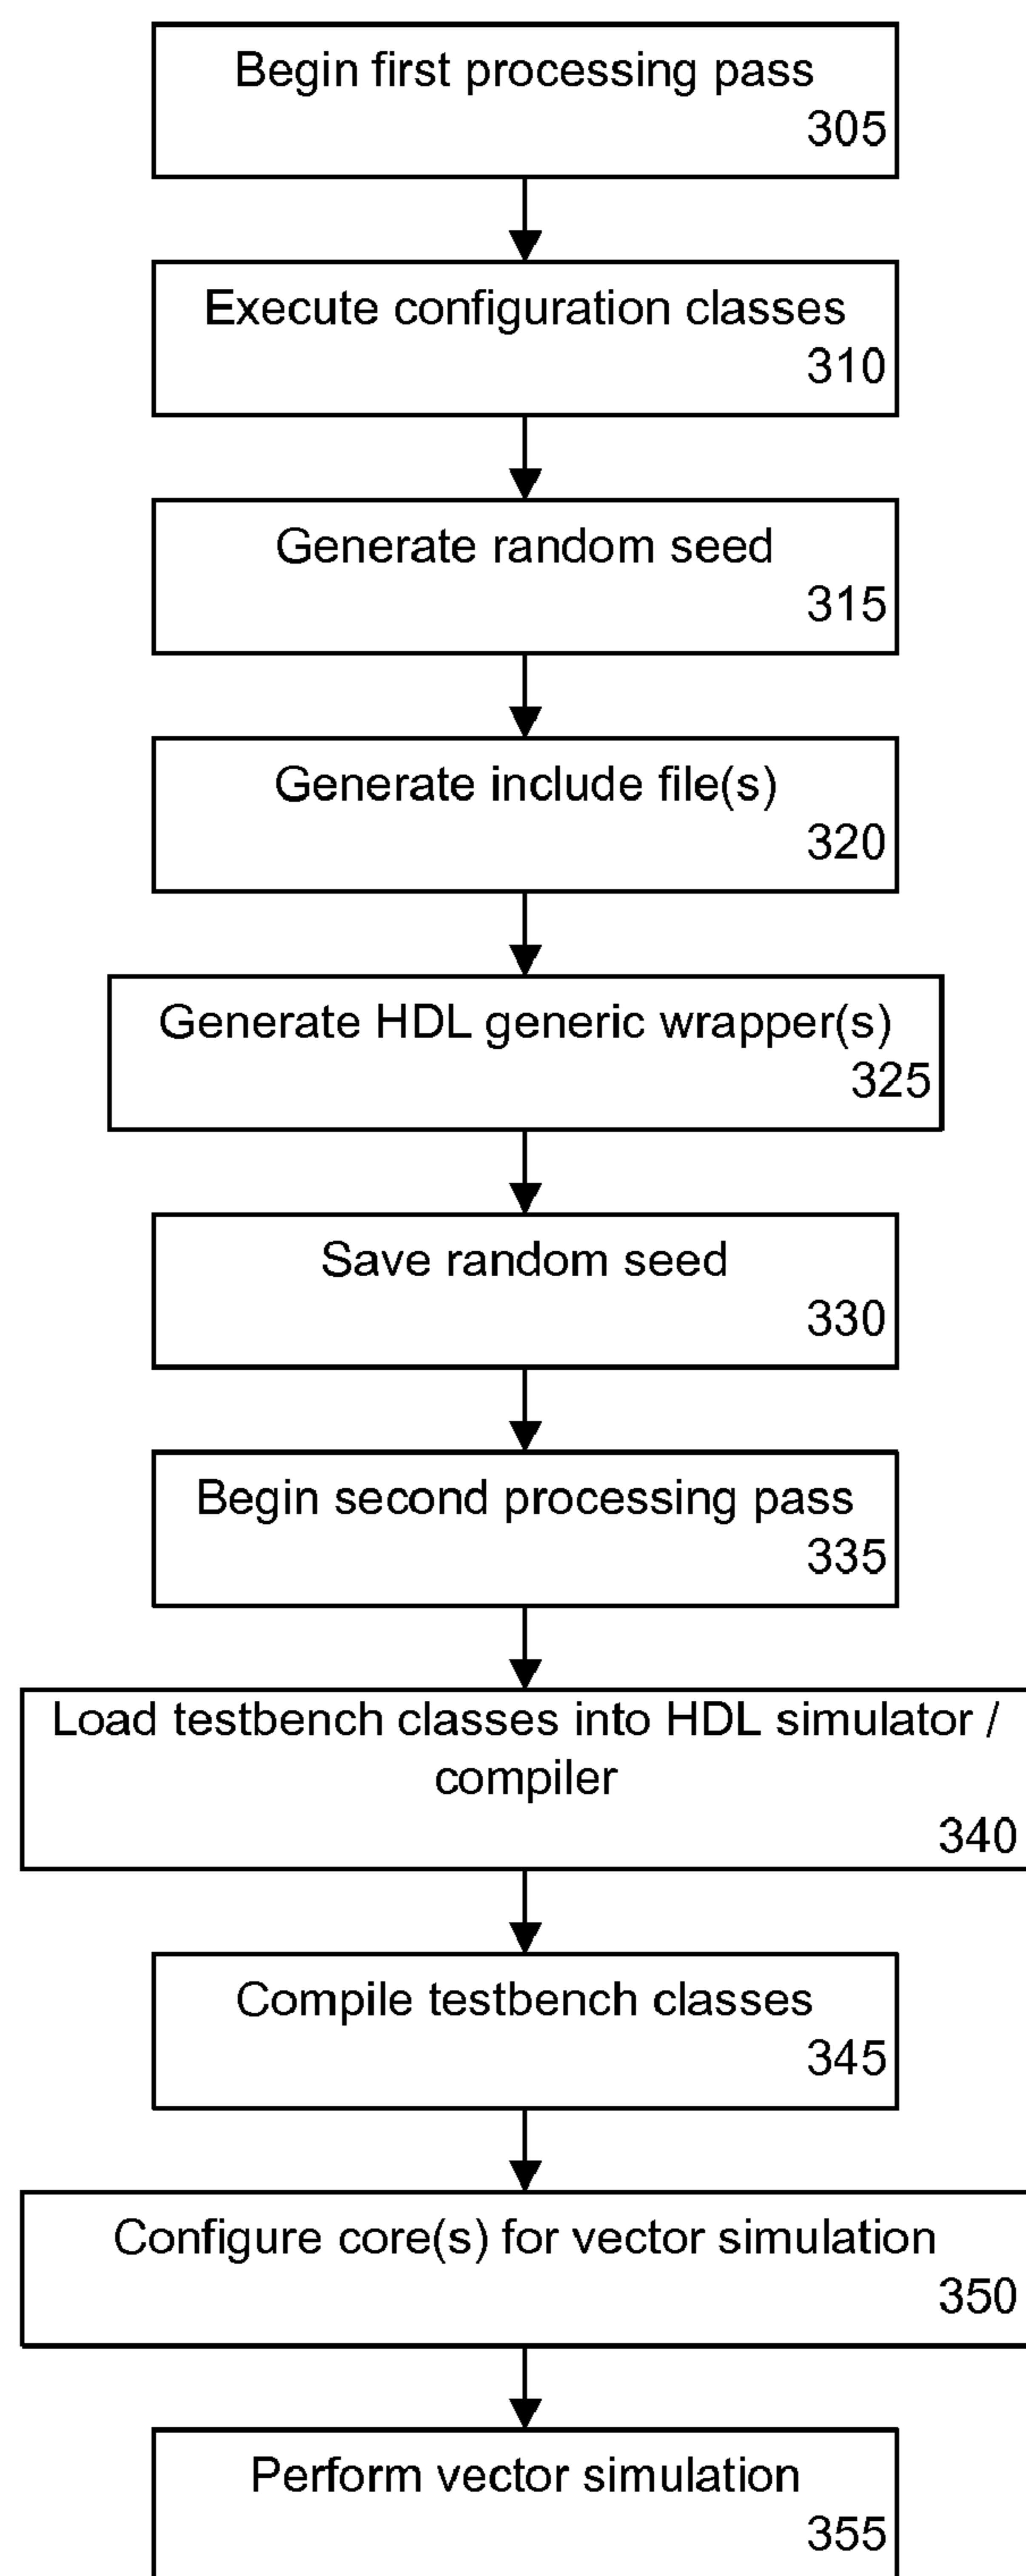 Begin first processing pass
305
Execute configuration classes
310
Generate random seed
315
Generate include file(s)
320
Generate HDL generic wrapper(s)
325
Save random seed
330
Begin second processing pass
335
Load testbench classes into HDL simulator /
compiler
340
Compile testbench classes
345
Configure core(s) for vector simulation
350
Perform vector simulation
355